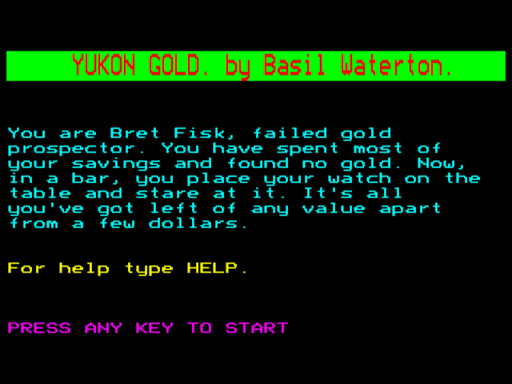 YUKON GOLD. by Basil Waterton.
You are Bret Fisk, failed gold
prospector. You have spent most of
your savings and found no gold. Now,
in a bar, you place your watch on the
table and stare at it. It's all
you've got left of any value apart
from a few dollars.
For help type HELP.
PRESS ANY KEY TO START